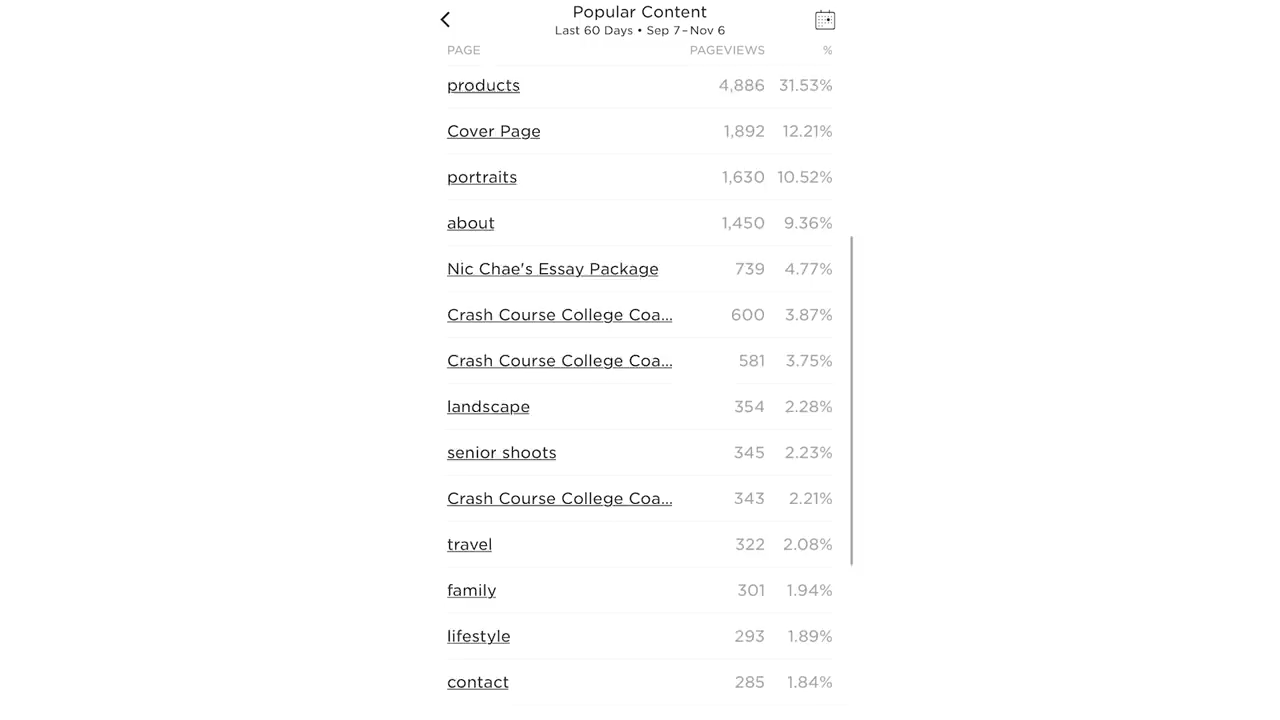 Popular Content
Last 60 Days • Sep 7–Nov 6
PAGE PAGEVIEWS %
products 4,886 31.53%
Cover Page 1,892 12.21%
portraits 1,630 10.52%
about 1,450 9.36%
Nic Chae's Essay Package 739 4.77%
Crash Course College Coa... 600 3.87%
Crash Course College Coa... 581 3.75%
landscape 354 2.28%
senior shoots 345 2.23%
Crash Course College Coa... 343 2.21%
travel 322 2.08%
family 301 1.94%
lifestyle 293 1.89%
contact 285 1.84%